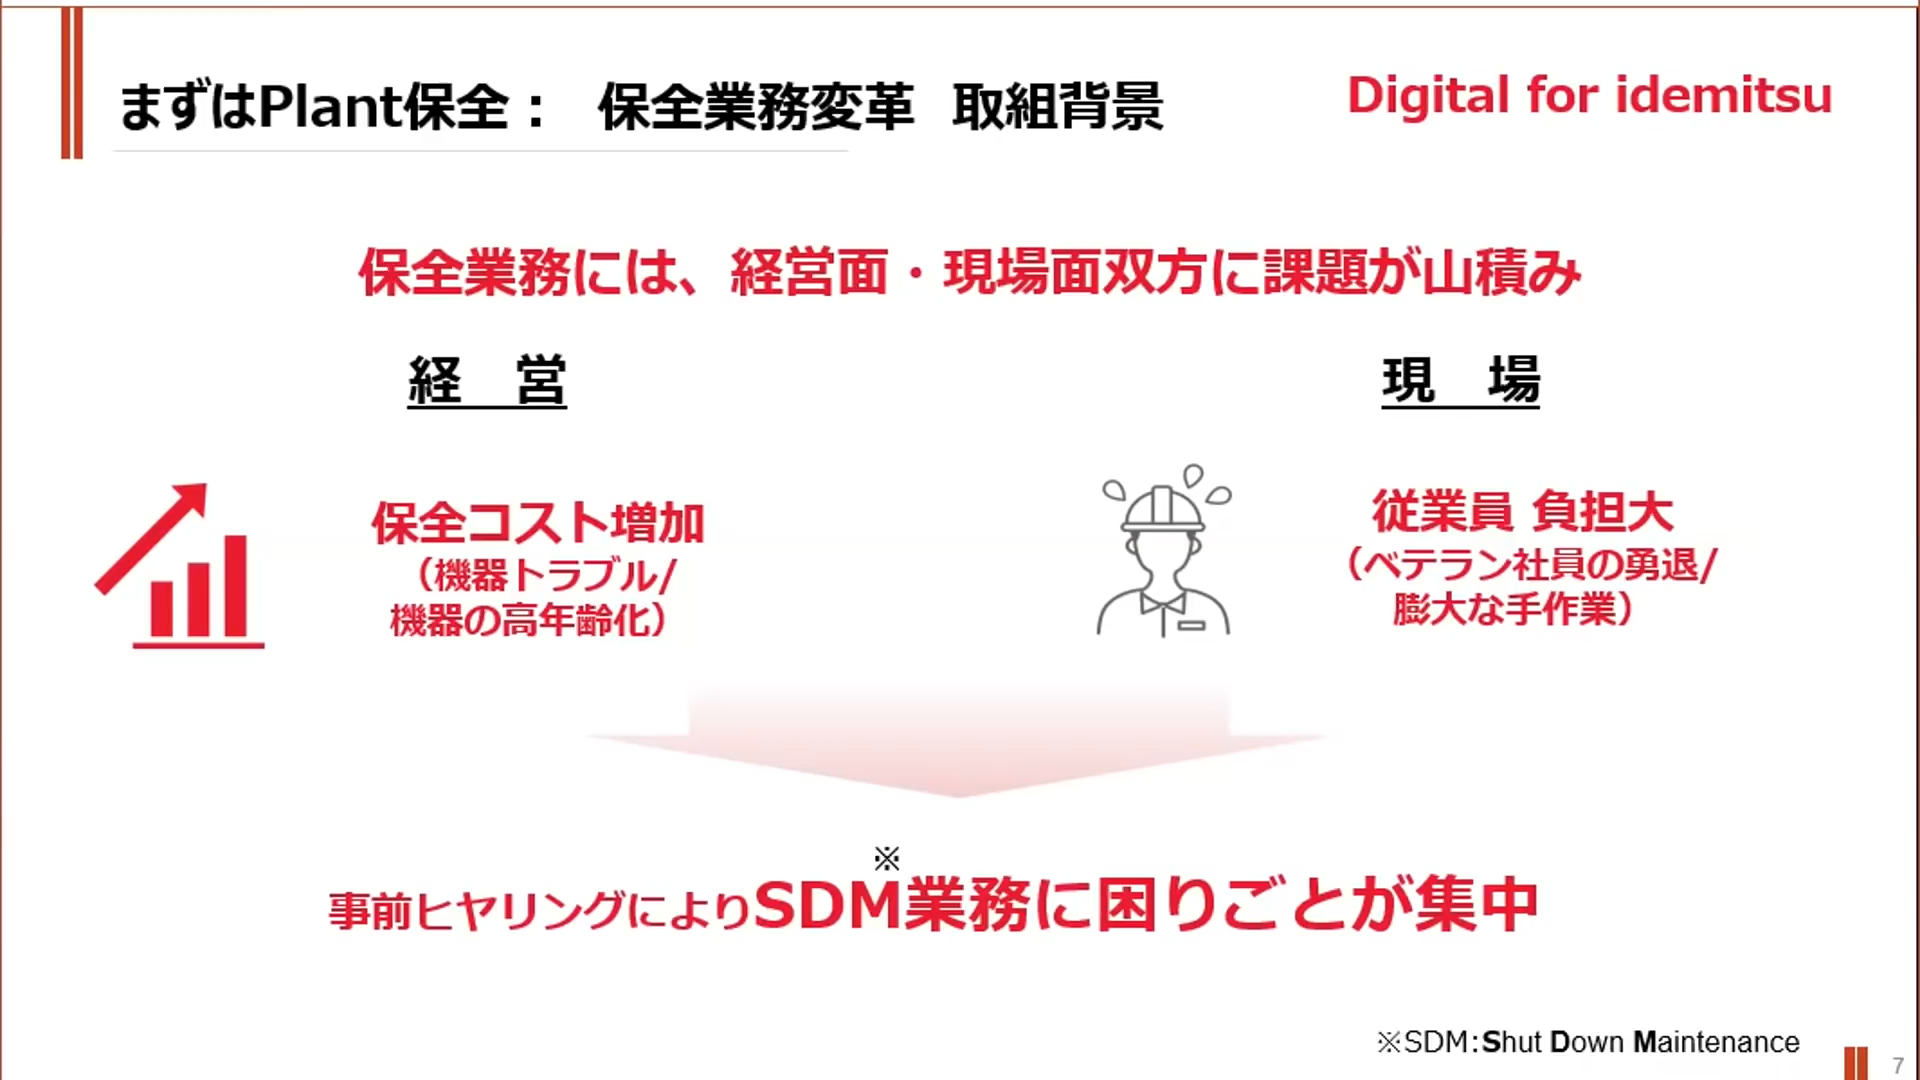 まずはPlant保全： 保全業務変革 取組背景
Digital for idemitsu
保全業務には、経営面・現場面双方に課題が山積み
経 営
現 場
保全コスト増加
（機器トラブル/
機器の高年齢化）
従業員 負担大
（ベテラン社員の勇退/
膨大な手作業）
※
事前ヒヤリングによりSDM業務に困りごとが集中
※SDM：Shut Down Maintenance
7